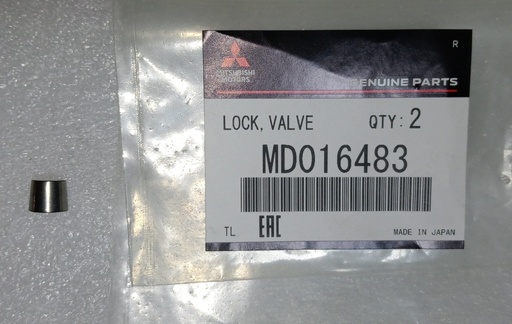 R
MITSUBISHI
MOTORS
GENUINE PARTS
LOCK, VALVE QTY: 2
MD016483
TL EAC MADE IN JAPAN